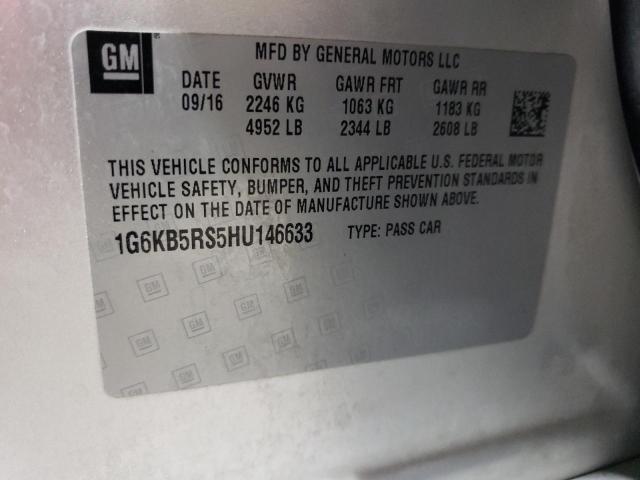 GM
MFD BY GENERAL MOTORS LLC
DATE GVWR GAWR FRT GAWR RR
09/16 2246 KG 1063 KG 1183 KG
4952 LB 2344 LB 2608 LB
THIS VEHICLE CONFORMS TO ALL APPLICABLE U.S. FEDERAL MOTOR
VEHICLE SAFETY, BUMPER, AND THEFT PREVENTION STANDARDS IN
EFFECT ON THE DATE OF MANUFACTURE SHOWN ABOVE.
1G6KB5RS5HU146633 TYPE: PASS CAR